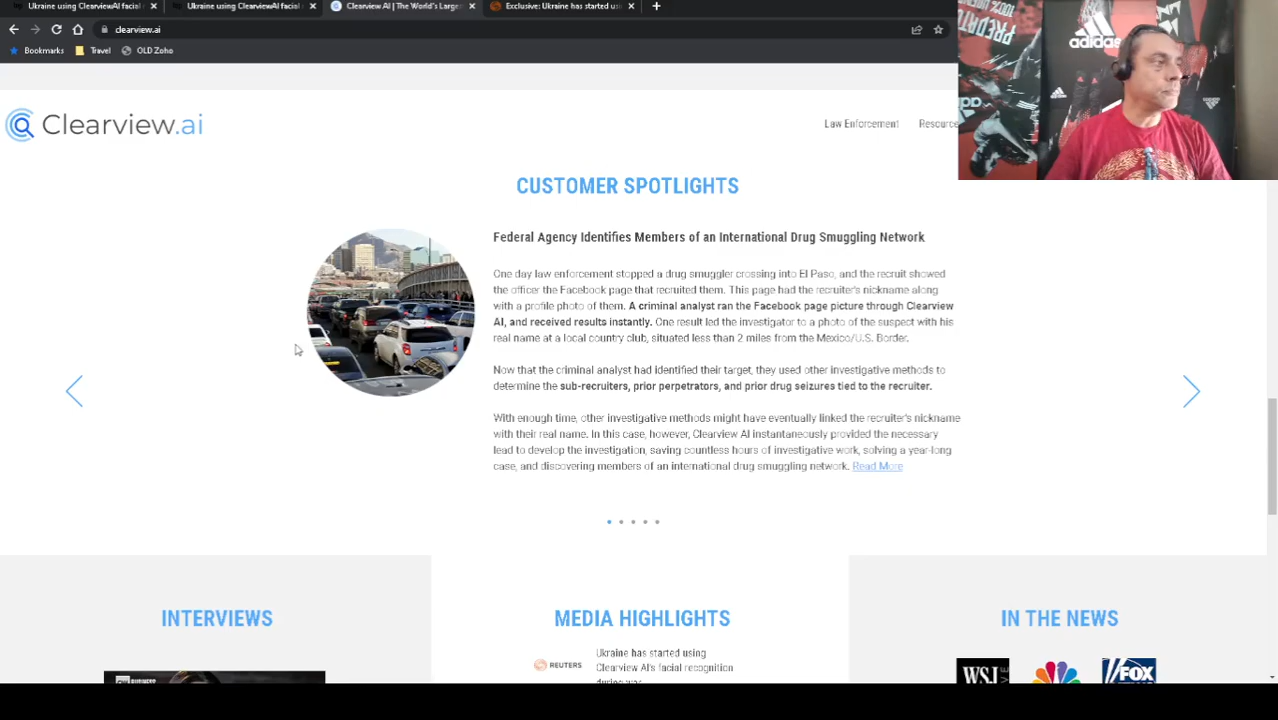 Ukraine using ClearviewAI facial
Ukraine using ClearviewAI facial
Clearview AI | The World's Larges
Exclusive: Ukraine has started us
clearview.ai
Bookmarks
Travel
OLD Zoho
100%
PREDATOR
adidas
Clearview.ai
Law Enforcement
Resource
CUSTOMER SPOTLIGHTS
Federal Agency Identifies Members of an International Drug Smuggling Network
One day law enforcement stopped a drug smuggler crossing into El Paso, and the recruit showed
the officer the Facebook page that recruited them. This page had the recruiter's nickname along
with a profile photo of them. A criminal analyst ran the Facebook page picture through Clearview
AI, and received results instantly. One result led the investigator to a photo of the suspect with his
real name at a local country club, situated less than 2 miles from the Mexico/U.S. Border.
Now that the criminal analyst had identified their target, they used other investigative methods to
determine the sub-recruiters, prior perpetrators, and prior drug seizures tied to the recruiter.
With enough time, other investigative methods might have eventually linked the recruiter's nickname
with their real name. In this case, however, Clearview AI instantaneously provided the necessary
lead to develop the investigation, saving countless hours of investigative work, solving a year-long
case, and discovering members of an international drug smuggling network. Read More
INTERVIEWS
MEDIA HIGHLIGHTS
IN THE NEWS
REUTERS
Ukraine has started using
Clearview AI's facial recognition
during war
BUSINESS
WSJ
FOX